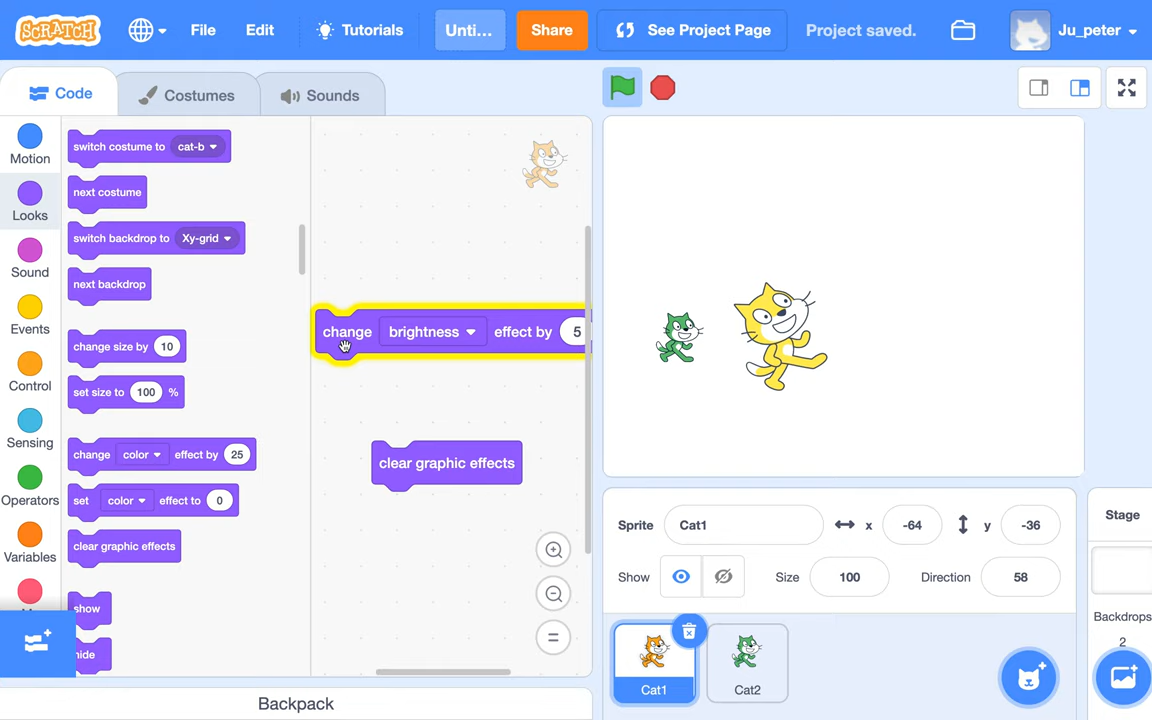 SCRATCH File Edit Tutorials Unti... Share See Project Page Project saved. Ju_peter
Code Costumes Sounds
Motion
Looks
Sound
Events
Control
Sensing
Operators
Variables
switch costume to cat-b
next costume
switch backdrop to Xy-grid
next backdrop
change size by 10
set size to 100 %
change color effect by 25
set color effect to 0
clear graphic effects
show
hide
change brightness effect by 5
clear graphic effects
Sprite Cat1 x -64 y -36
Show Size 100 Direction 58
Cat1 Cat2
Stage
Backdrops
2
Backpack